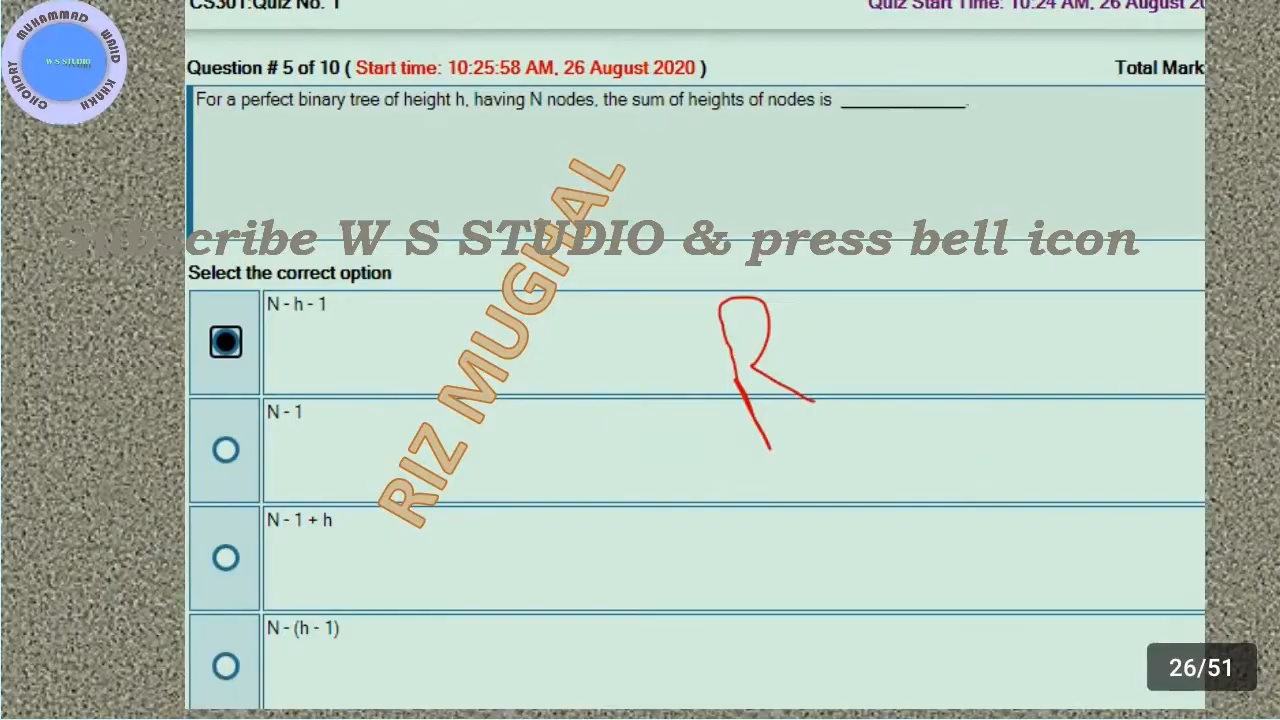 CS301:Quiz No. 1
Quiz Start Time: 10:24 AM, 26 August
MUHAMMAD WAJID KHAKH CHOHDRY
W S STUDIO
Question # 5 of 10 ( Start time: 10:25:58 AM, 26 August 2020 )
Total Mark
For a perfect binary tree of height h, having N nodes, the sum of heights of nodes is ______________.
Subscribe W S STUDIO & press bell icon
RIZ MUGHAL
Select the correct option
N - h - 1
R
N - 1
N - 1 + h
N - (h - 1)
26/51